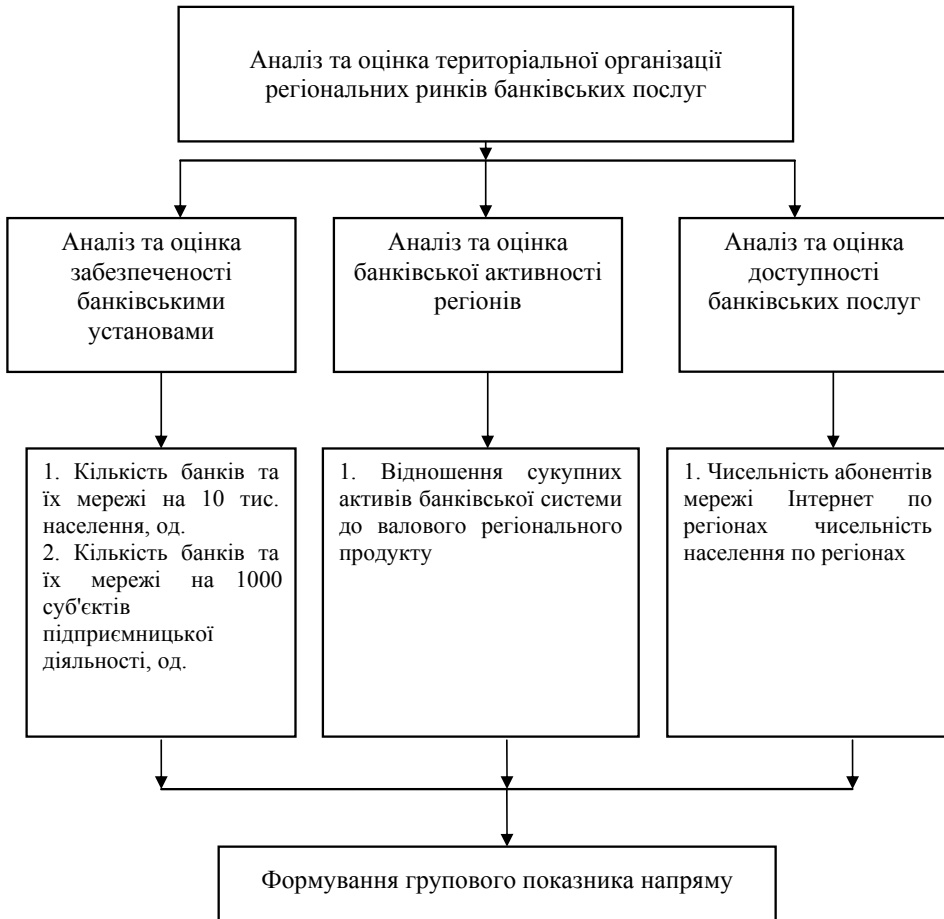 Аналіз та оцінка територіальної організації
регіональних ринків банківських послуг
Аналіз та оцінка
забезпеченості
банківськими
установами
Аналіз та оцінка
банківської активності
регіонів
Аналіз та оцінка
доступності
банківських послуг
1. Кількість банків та
їх мережі на 10 тис.
населення, од.
2. Кількість банків та
їх мережі на 1000
суб'єктів
підприємницької
діяльності, од.
1. Відношення сукупних
активів банківської системи
до валового регіонального
продукту
1. Чисельність абонентів
мережі Інтернет по
регіонах чисельність
населення по регіонах
Формування групового показника напряму